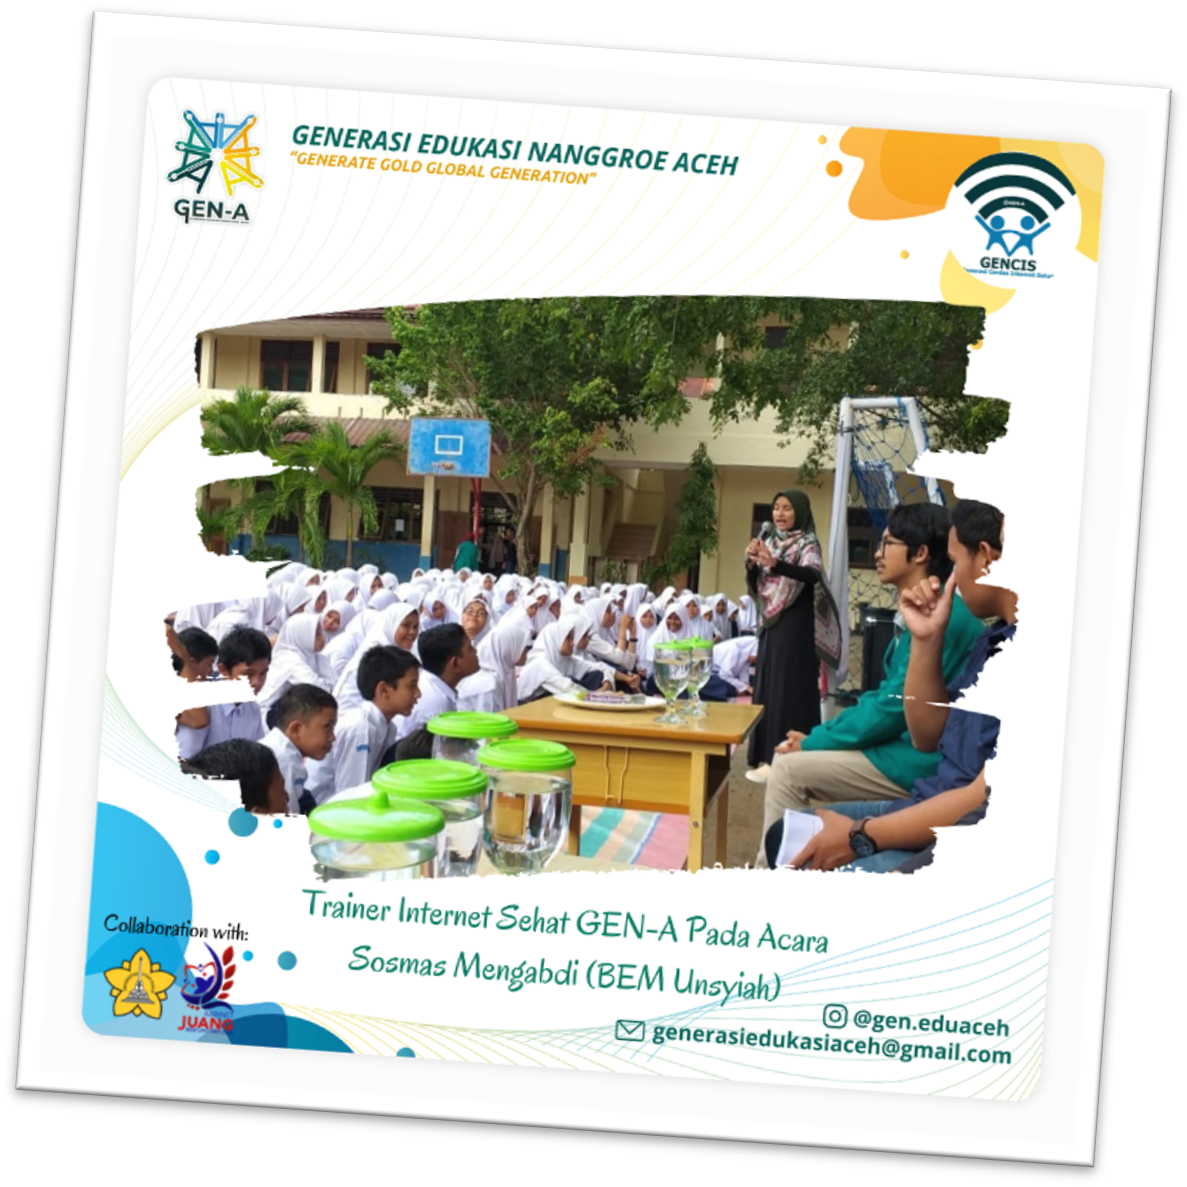 GENERASI EDUKASI NANGGROE ACEH
"GENERATE GOLD GLOBAL GENERATION"
GEN-A
GENCIS
Trainer Internet Sehat GEN-A Pada Acara
Sosmas Mengabdi (BEM Unsyiah)
Collaboration with:
JUANG
@gen.eduaceh
generasiedukasiaceh@gmail.com